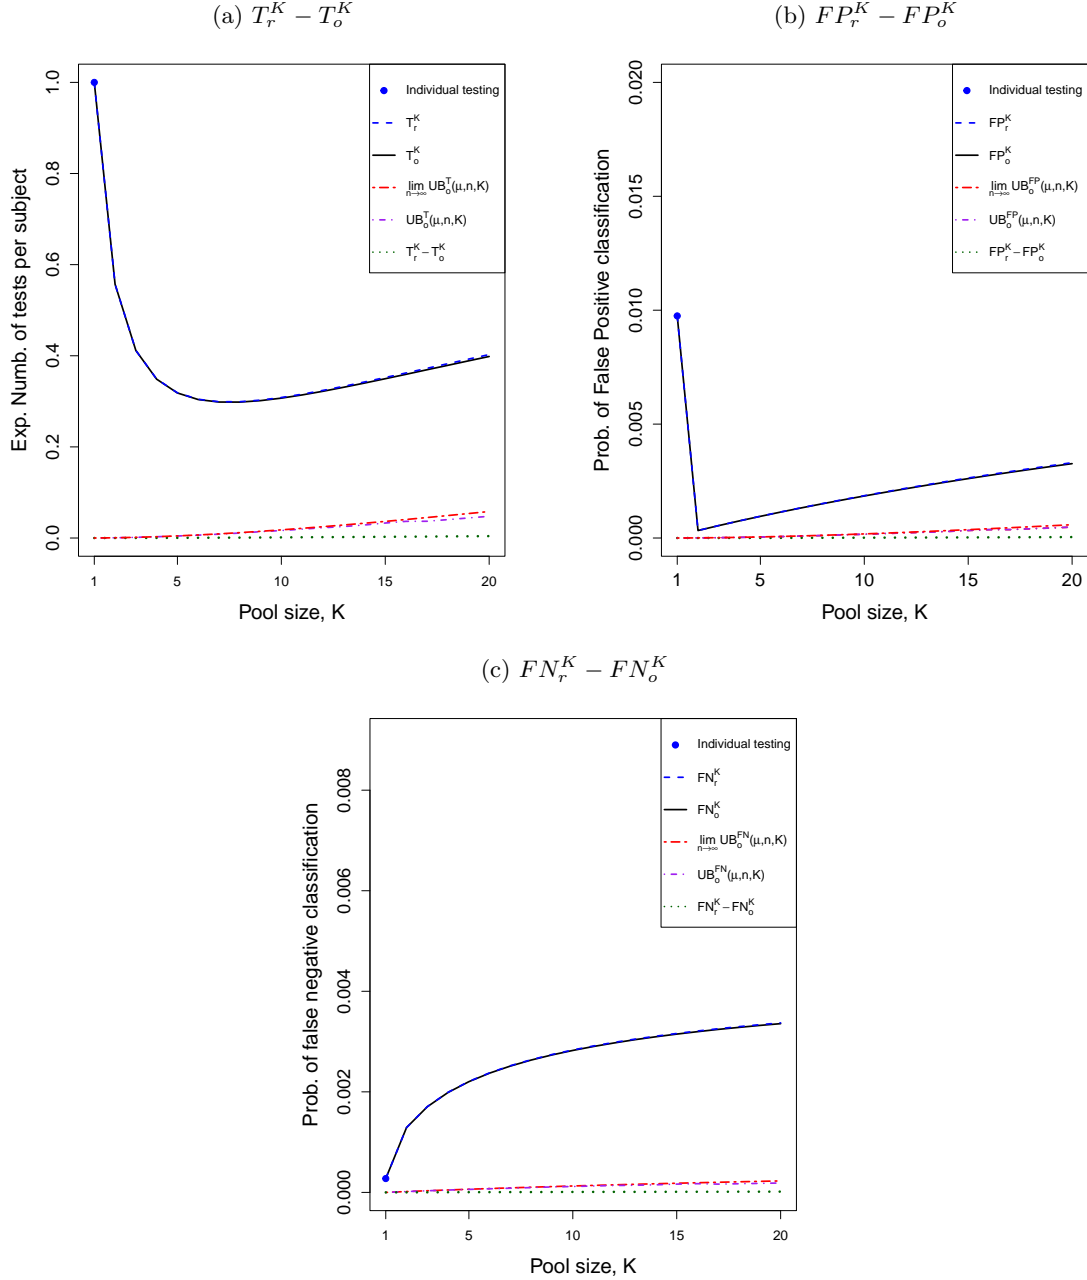 (a) T_r^K − T_o^K
Exp. Numb. of tests per subject
1.0
0.8
0.6
0.4
0.2
0.0
Individual testing
T_r^K
T_o^K
lim_{n→∞} UB_o^T(μ,n,K)
UB_o^T(μ,n,K)
T_r^K − T_o^K
1 5 10 15 20
Pool size, K
(b) FP_r^K − FP_o^K
Prob. of False Positive classification
0.020
0.015
0.010
0.005
0.000
Individual testing
FP_r^K
FP_o^K
lim_{n→∞} UB_o^{FP}(μ,n,K)
UB_o^{FP}(μ,n,K)
FP_r^K − FP_o^K
1 5 10 15 20
Pool size, K
(c) FN_r^K − FN_o^K
Prob. of false negative classification
0.008
0.006
0.004
0.002
0.000
Individual testing
FN_r^K
FN_o^K
lim_{n→∞} UB_o^{FN}(μ,n,K)
UB_o^{FN}(μ,n,K)
FN_r^K − FN_o^K
1 5 10 15 20
Pool size, K